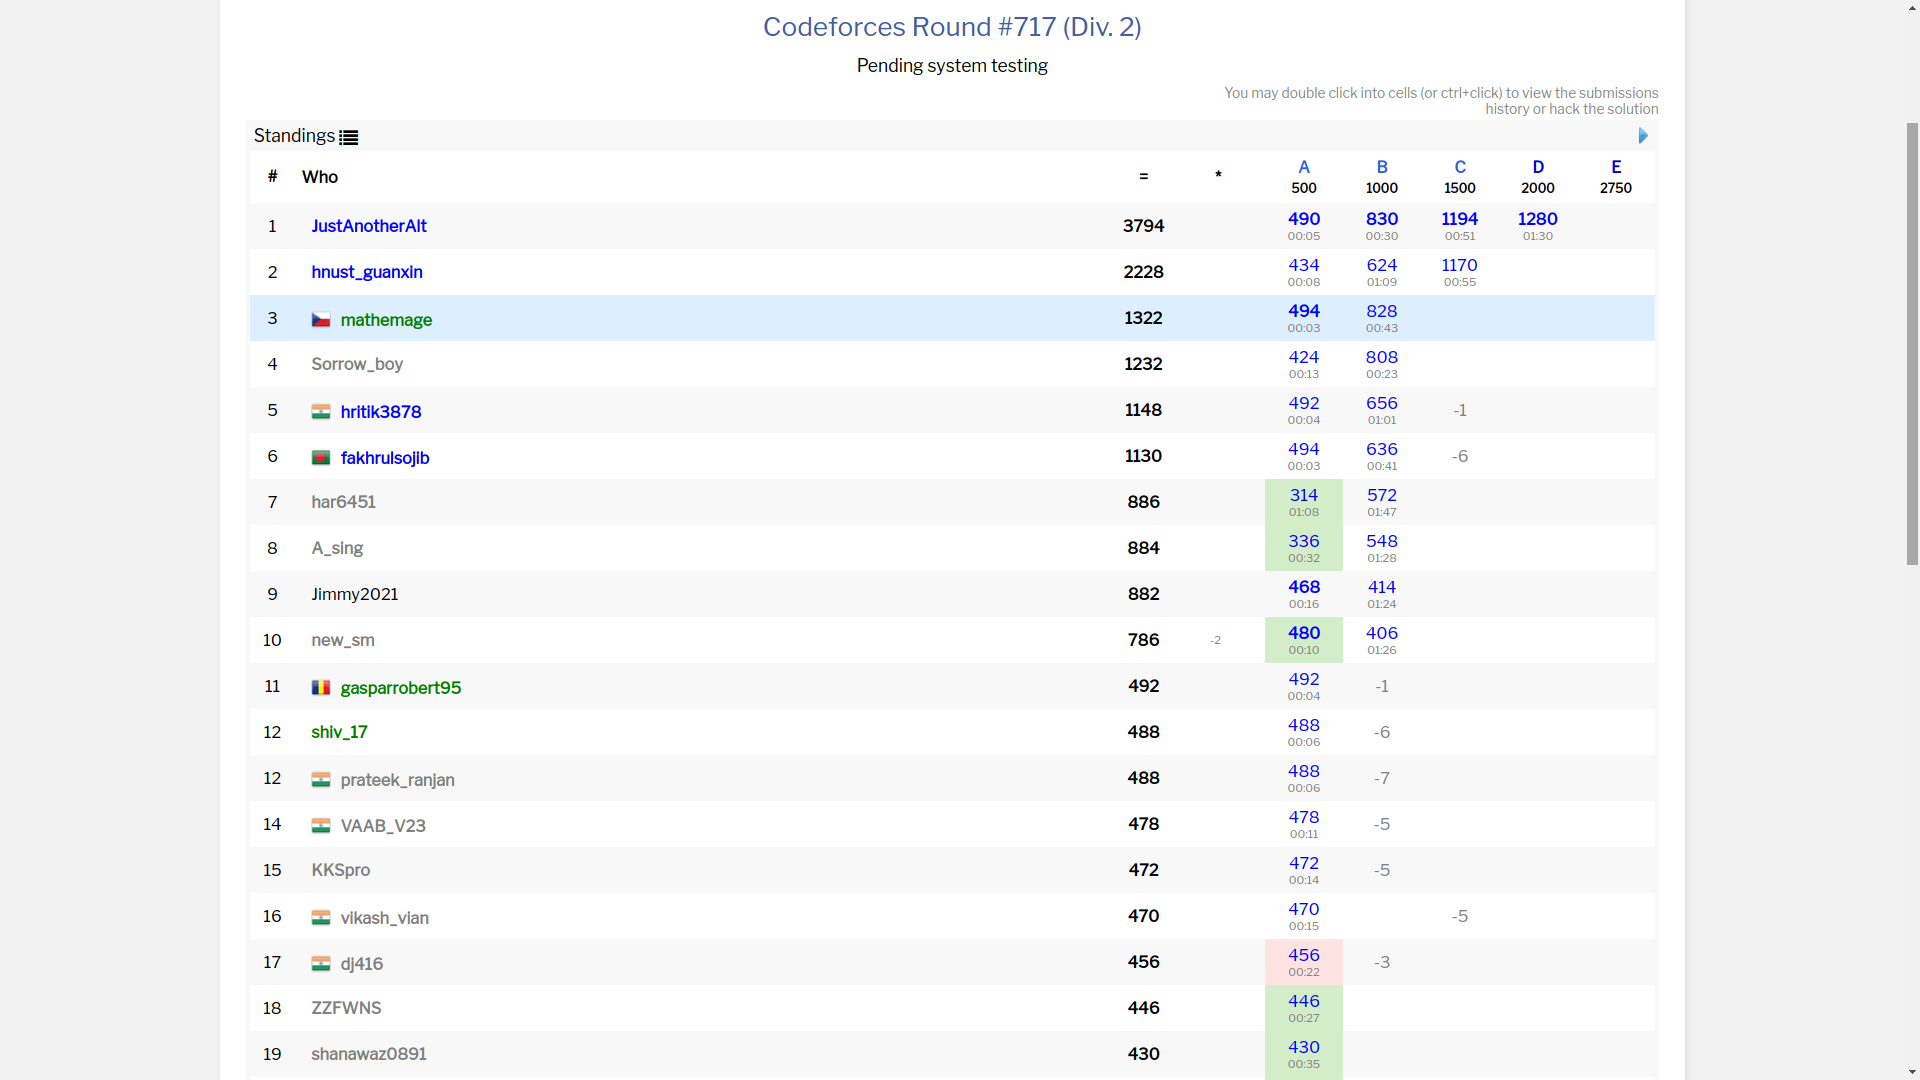 Codeforces Round #717 (Div. 2)
Pending system testing
You may double click into cells (or ctrl+click) to view the submissions
history or hack the solution
Standings
# Who = * A B C D E
500 1000 1500 2000 2750
1 JustAnotherAlt 3794 490 830 1194 1280
00:05 00:30 00:51 01:30
2 hnust_guanxin 2228 434 624 1170
00:08 01:09 00:55
3 mathemage 1322 494 828
00:03 00:43
4 Sorrow_boy 1232 424 808
00:13 00:23
5 hritik3878 1148 492 656 -1
00:04 01:01
6 fakhrulsojib 1130 494 636 -6
00:03 00:41
7 har6451 886 314 572
01:08 01:47
8 A_sing 884 336 548
00:32 01:28
9 Jimmy2021 882 468 414
00:16 01:24
10 new_sm 786 -2 480 406
00:10 01:26
11 gasparrobert95 492 492 -1
00:04
12 shiv_17 488 488 -6
00:06
12 prateek_ranjan 488 488 -7
00:06
14 VAAB_V23 478 478 -5
00:11
15 KKSpro 472 472 -5
00:14
16 vikash_vian 470 470 -5
00:15
17 dj416 456 456 -3
00:22
18 ZZFWNS 446 446
00:27
19 shanawaz0891 430 430
00:35